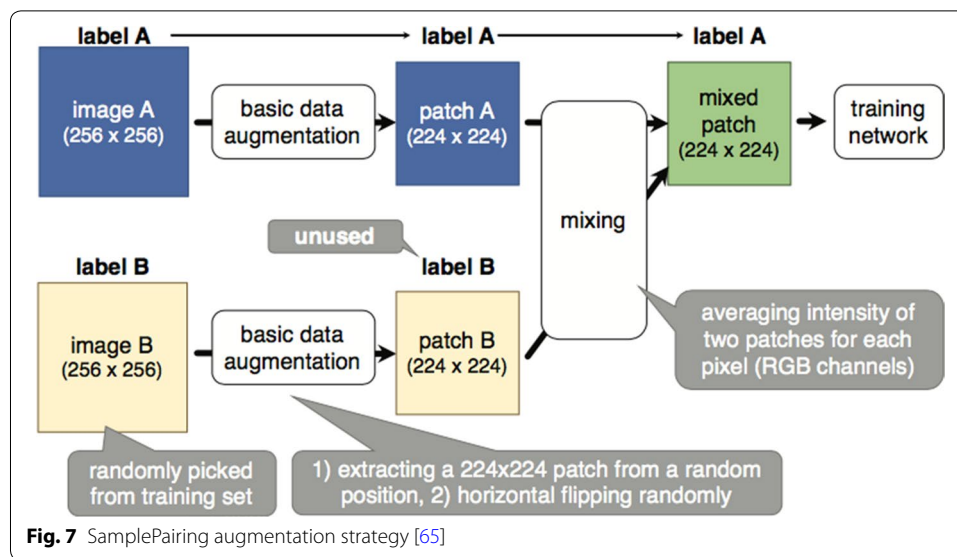 label A
label A
label A
image A
(256 x 256)
basic data
augmentation
patch A
(224 x 224)
mixed
patch
(224 x 224)
training
network
mixing
unused
label B
label B
image B
(256 x 256)
basic data
augmentation
patch B
(224 x 224)
averaging intensity of
two patches for each
pixel (RGB channels)
randomly picked
from training set
1) extracting a 224x224 patch from a random
position, 2) horizontal flipping randomly
Fig. 7 SamplePairing augmentation strategy [65]